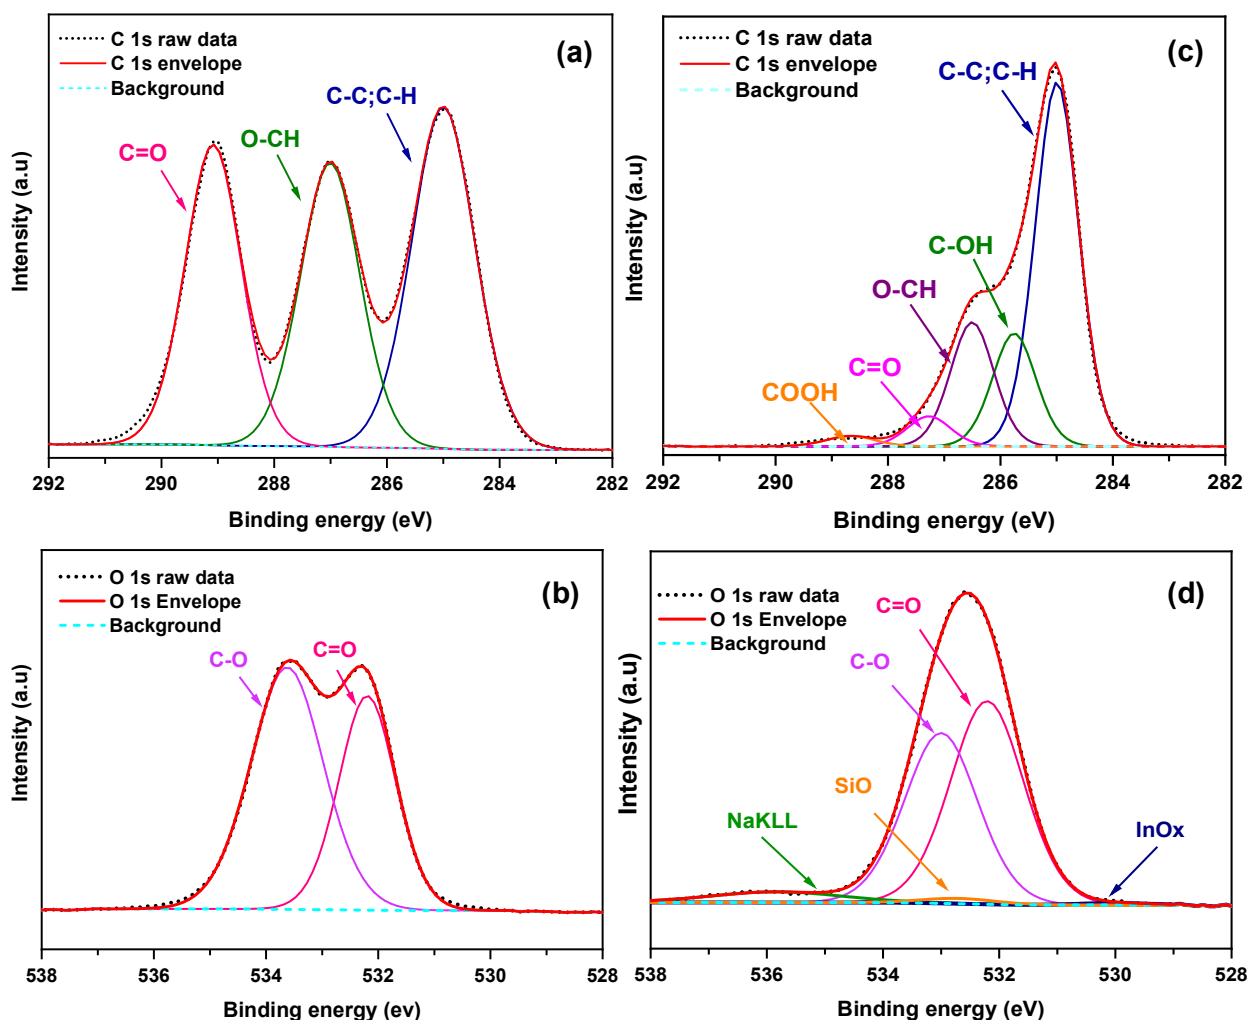 C 1s raw data
C 1s envelope
Background
(a)
C-C;C-H
O-CH
C=O
Intensity (a.u)
292 290 288 286 284 282
Binding energy (eV)
C 1s raw data
C 1s envelope
Background
(c)
C-C;C-H
C-OH
O-CH
C=O
COOH
Intensity (a.u)
292 290 288 286 284 282
Binding energy (eV)
O 1s raw data
O 1s Envelope
Background
(b)
C-O
C=O
Intensity (a.u)
538 536 534 532 530 528
Binding energy (ev)
O 1s raw data
O 1s Envelope
Background
(d)
C=O
C-O
SiO
NaKLL
InOx
Intensity (a.u)
538 536 534 532 530 528
Binding energy (eV)